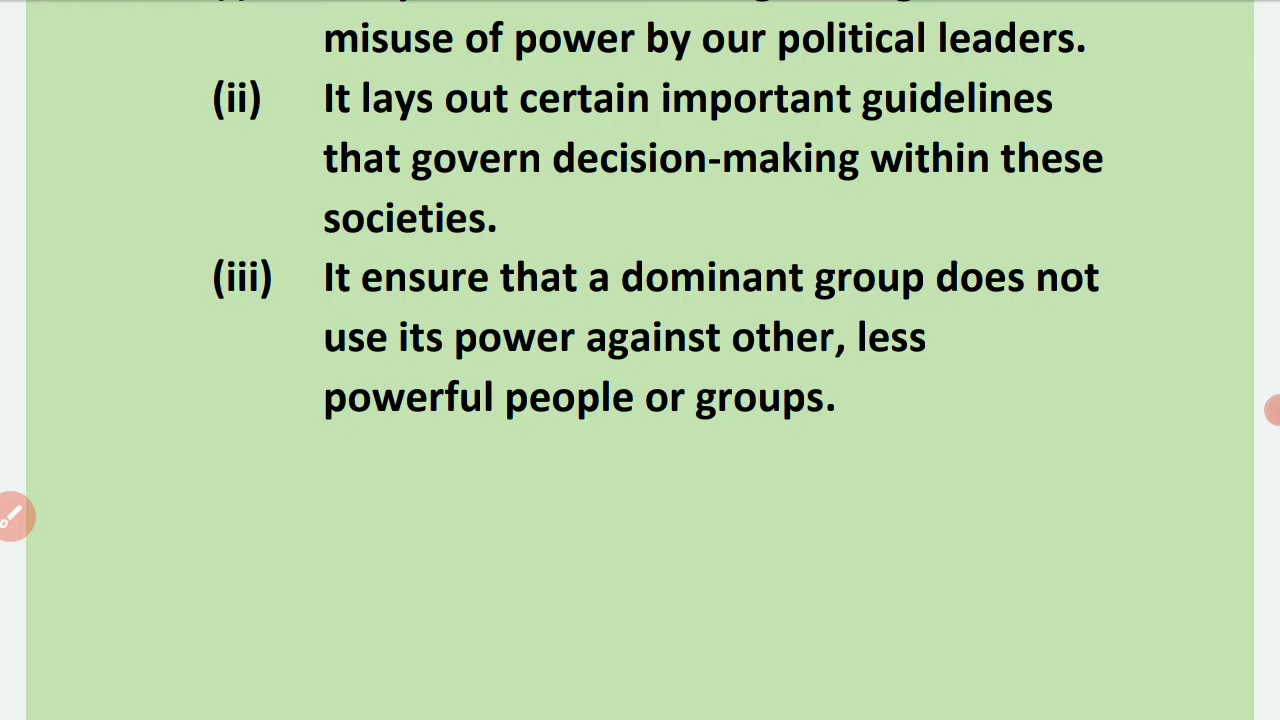 misuse of power by our political leaders.
(ii) It lays out certain important guidelines
that govern decision-making within these
societies.
(iii) It ensure that a dominant group does not
use its power against other, less
powerful people or groups.